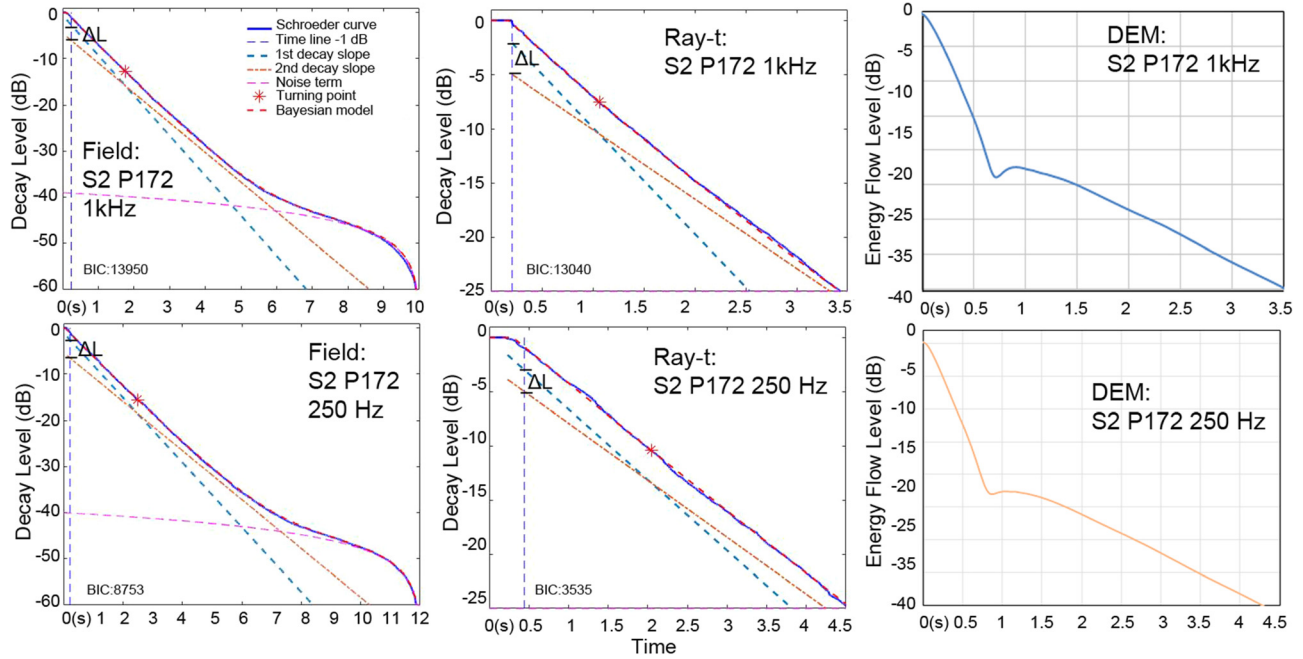 0
-10
-20
-30
-40
-50
-60
Decay Level (dB)
ΔL
Schroeder curve
Time line -1 dB
1st decay slope
2nd decay slope
Noise term
Turning point
Bayesian model
Field:
S2 P172
1kHz
BIC:13950
0(s) 1 2 3 4 5 6 7 8 9 10
0
-5
-10
-15
-20
-25
Decay Level (dB)
ΔL
Ray-t:
S2 P172 1kHz
BIC:13040
0(s) 0.5 1 1.5 2 2.5 3 3.5
0
-5
-10
-15
-20
-22
-35
-40
Energy Flow Level (dB)
DEM:
S2 P172 1kHz
0(s) 0.5 1 1.5 2 2.5 3 3.5
0
-10
-20
-30
-40
-50
-60
Decay Level (dB)
ΔL
Field:
S2 P172
250 Hz
BIC:8753
0(s) 1 2 3 4 5 6 7 8 9 10 11 12
0
-5
-10
-15
-20
-25
Decay Level (dB)
ΔL
Ray-t:
S2 P172 250 Hz
BIC:3535
0(s) 0.5 1 1.5 2 2.5 3 3.5 4 4.5
Time
0
-5
-10
-15
-20
-22
-35
-40
Energy Flow Level (dB)
DEM:
S2 P172 250 Hz
0(s) 0.5 1 1.5 2 2.5 3 3.5 4 4.5